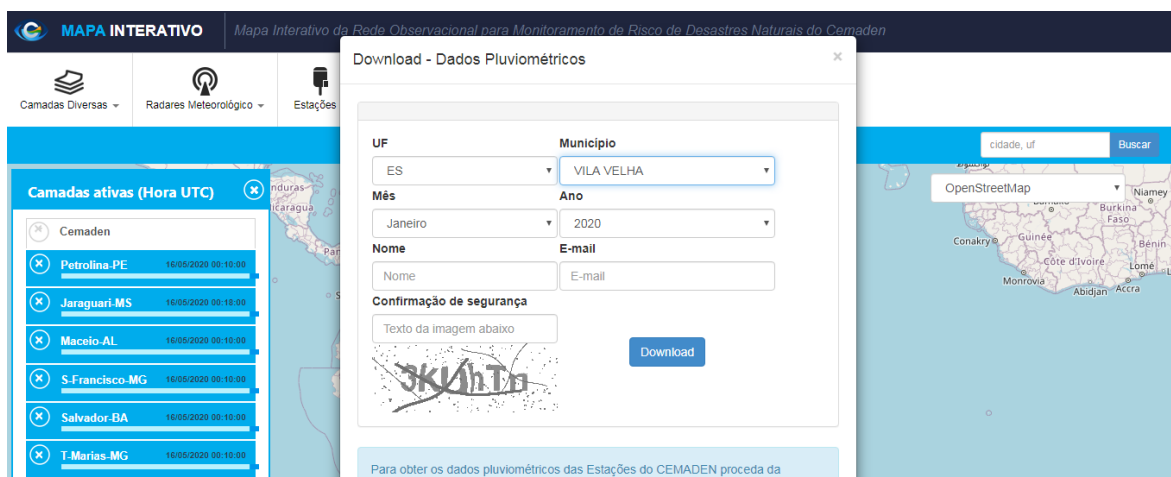 MAPA INTERATIVO
Mapa Interativo da Rede Observacional para Monitoramento de Risco de Desastres Naturais do Cemaden
Download - Dados Pluviométricos
×
Camadas Diversas
Radares Meteorológico
Estações
UF
Município
ES
VILA VELHA
Mês
Ano
Janeiro
2020
Nome
E-mail
Nome
E-mail
Confirmação de segurança
Texto da imagem abaixo
Download
Para obter os dados pluviométricos das Estações do CEMADEN proceda da
cidade, uf
Buscar
OpenStreetMap
Camadas ativas (Hora UTC)
Cemaden
Petrolina-PE 16/05/2020 00:10:00
Jaraguari-MS 16/05/2020 00:18:00
Maceio-AL 16/05/2020 00:10:00
S-Francisco-MG 16/05/2020 00:10:00
Salvador-BA 16/05/2020 00:10:00
T-Marias-MG 16/05/2020 00:10:00
Niamey
Burkina
Faso
Guinée
Conakry
Bénin
Côte d'Ivoire
Lomé
Monrovia
Abidjan
Accra